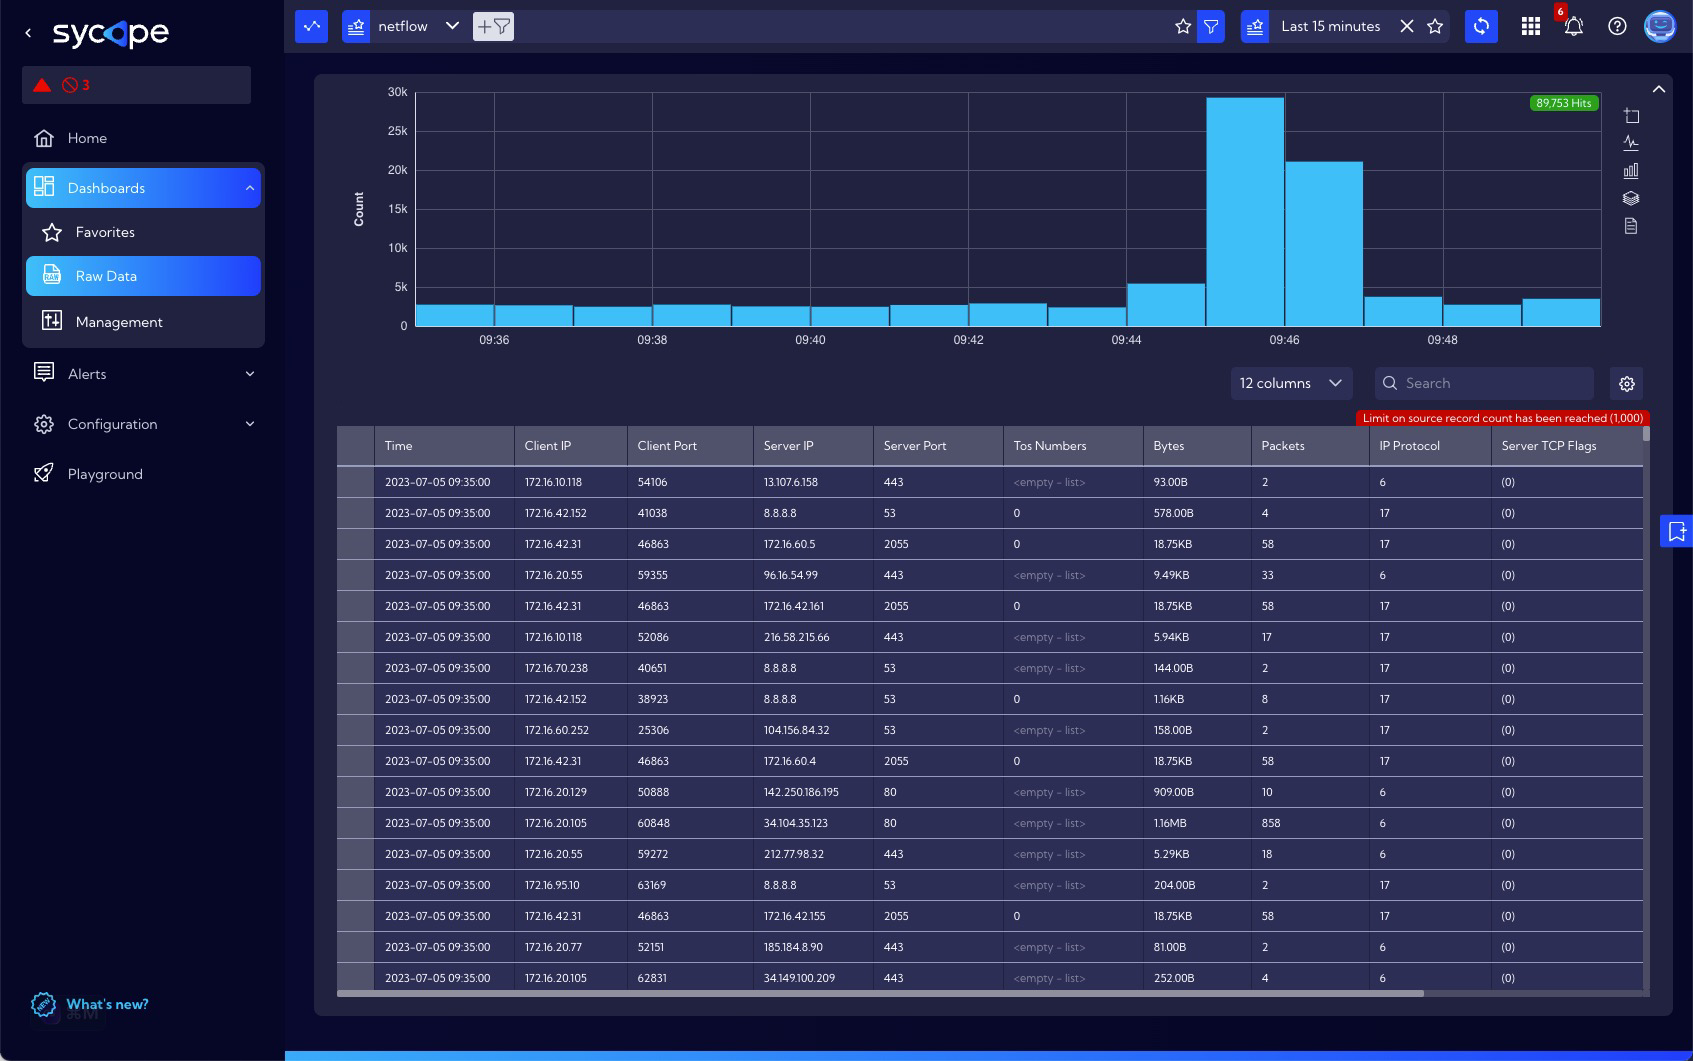 sycope
netflow
Last 15 minutes
6
3
Home
Dashboards
Favorites
Raw Data
Management
Alerts
Configuration
Playground
What's new?
⌘ M
89,753 Hits
Count
30k
25k
20k
15k
10k
5k
0
09:36 09:38 09:40 09:42 09:44 09:46 09:48
12 columns Search
Limit on source record count has been reached (1,000)
Time Client IP Client Port Server IP Server Port Tos Numbers Bytes Packets IP Protocol Server TCP Flags
2023-07-05 09:35:00 172.16.10.118 54106 13.107.6.158 443 <empty - list> 93.00B 2 6 (0)
2023-07-05 09:35:00 172.16.42.152 41038 8.8.8.8 53 0 578.00B 4 17 (0)
2023-07-05 09:35:00 172.16.42.31 46863 172.16.60.5 2055 0 18.75KB 58 17 (0)
2023-07-05 09:35:00 172.16.20.55 59355 96.16.54.99 443 <empty - list> 9.49KB 33 6 (0)
2023-07-05 09:35:00 172.16.42.31 46863 172.16.42.161 2055 0 18.75KB 58 17 (0)
2023-07-05 09:35:00 172.16.10.118 52086 216.58.215.66 443 <empty - list> 5.94KB 17 17 (0)
2023-07-05 09:35:00 172.16.70.238 40651 8.8.8.8 53 <empty - list> 144.00B 2 17 (0)
2023-07-05 09:35:00 172.16.42.152 38923 8.8.8.8 53 0 1.16KB 8 17 (0)
2023-07-05 09:35:00 172.16.60.252 25306 104.156.84.32 53 <empty - list> 158.00B 2 17 (0)
2023-07-05 09:35:00 172.16.42.31 46863 172.16.60.4 2055 0 18.75KB 58 17 (0)
2023-07-05 09:35:00 172.16.20.129 50888 142.250.186.195 80 <empty - list> 909.00B 10 6 (0)
2023-07-05 09:35:00 172.16.20.105 60848 34.104.35.123 80 <empty - list> 1.16MB 858 6 (0)
2023-07-05 09:35:00 172.16.20.55 59272 212.77.98.32 443 <empty - list> 5.29KB 18 6 (0)
2023-07-05 09:35:00 172.16.95.10 63169 8.8.8.8 53 <empty - list> 204.00B 2 17 (0)
2023-07-05 09:35:00 172.16.42.31 46863 172.16.42.155 2055 0 18.75KB 58 17 (0)
2023-07-05 09:35:00 172.16.20.77 52151 185.184.8.90 443 <empty - list> 81.00B 2 6 (0)
2023-07-05 09:35:00 172.16.20.105 62831 34.149.100.209 443 <empty - list> 252.00B 4 6 (0)